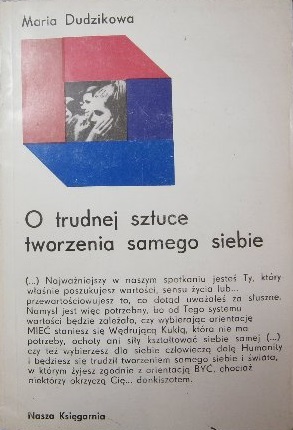 Maria Dudzikowa
O trudnej sztuce
tworzenia samego siebie
(...) Najważniejszy w naszym spotkaniu jesteś Ty, który
właśnie poszukujesz wartości, sensu życia lub...
przewartościowujesz to, co dotąd uważałeś za słuszne.
Namysł jest więc potrzebny, bo od Tego systemu
wartości będzie zależało, czy wybierając orientację
MIEĆ staniesz się Wędrującą Kukłą, która nie ma
potrzeby, ochoty ani siły kształtować siebie samej (...)
czy też wybierzesz dla siebie człowieczą dolę Humanity
i będziesz się trudził tworzeniem samego siebie i świata,
w którym żyjesz zgodnie z orientacją BYĆ, chociaż
niektórzy okrzyczą Cię... donkiszotem.
Nasza Księgarnia